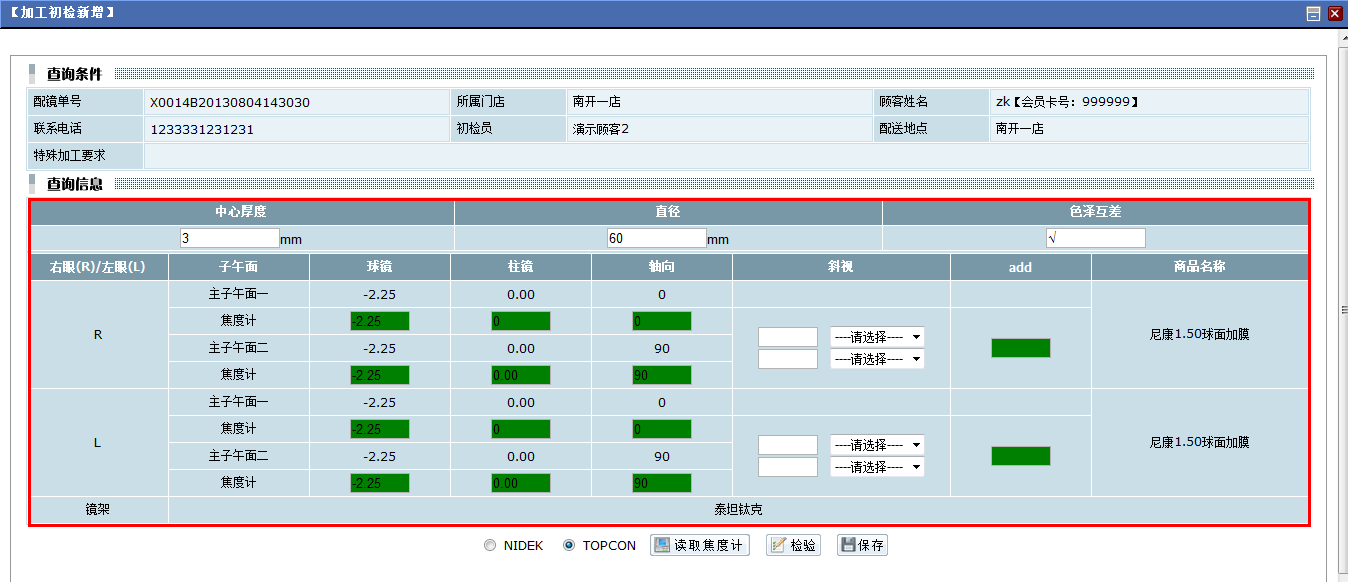 【加工初检新增】
查询条件
配镜单号 X0014B20130804143030 所属门店 南开一店 顾客姓名 zk【会员卡号：999999】
联系电话 1233331231231 初检员 演示顾客2 配送地点 南开一店
特殊加工要求
查询信息
中心厚度 直径 色泽互差
3 mm 60 mm √
右眼(R)/左眼(L) 子午面 球镜 柱镜 轴向 斜视 add 商品名称
主子午面一 -2.25 0.00 0
焦度计 -2.25 0 0
R ----请选择---- 尼康1.50球面加膜
主子午面二 -2.25 0.00 90
----请选择----
焦度计 -2.25 0.00 90
主子午面一 -2.25 0.00 0
焦度计 -2.25 0 0
L ----请选择---- 尼康1.50球面加膜
主子午面二 -2.25 0.00 90
----请选择----
焦度计 -2.25 0.00 90
镜架 泰坦钛克
NIDEK TOPCON 读取焦度计 检验 保存